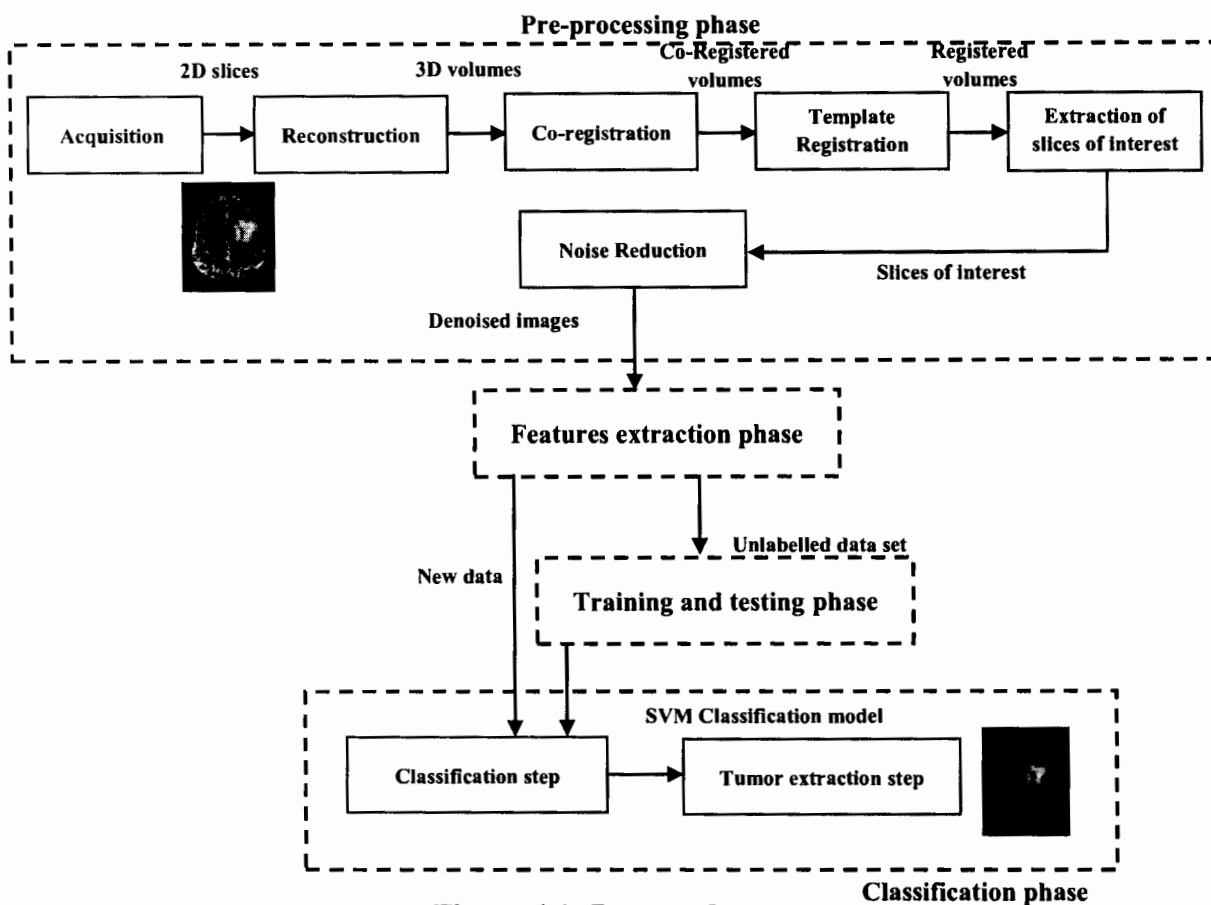 Pre-processing phase
2D slices
3D volumes
Co-Registered
volumes
Registered
volumes
Acquisition
Reconstruction
Co-registration
Template
Registration
Extraction of
slices of interest
Noise Reduction
Slices of interest
Denoised images
Features extraction phase
Unlabelled data set
New data
Training and testing phase
SVM Classification model
Classification step
Tumor extraction step
Classification phase